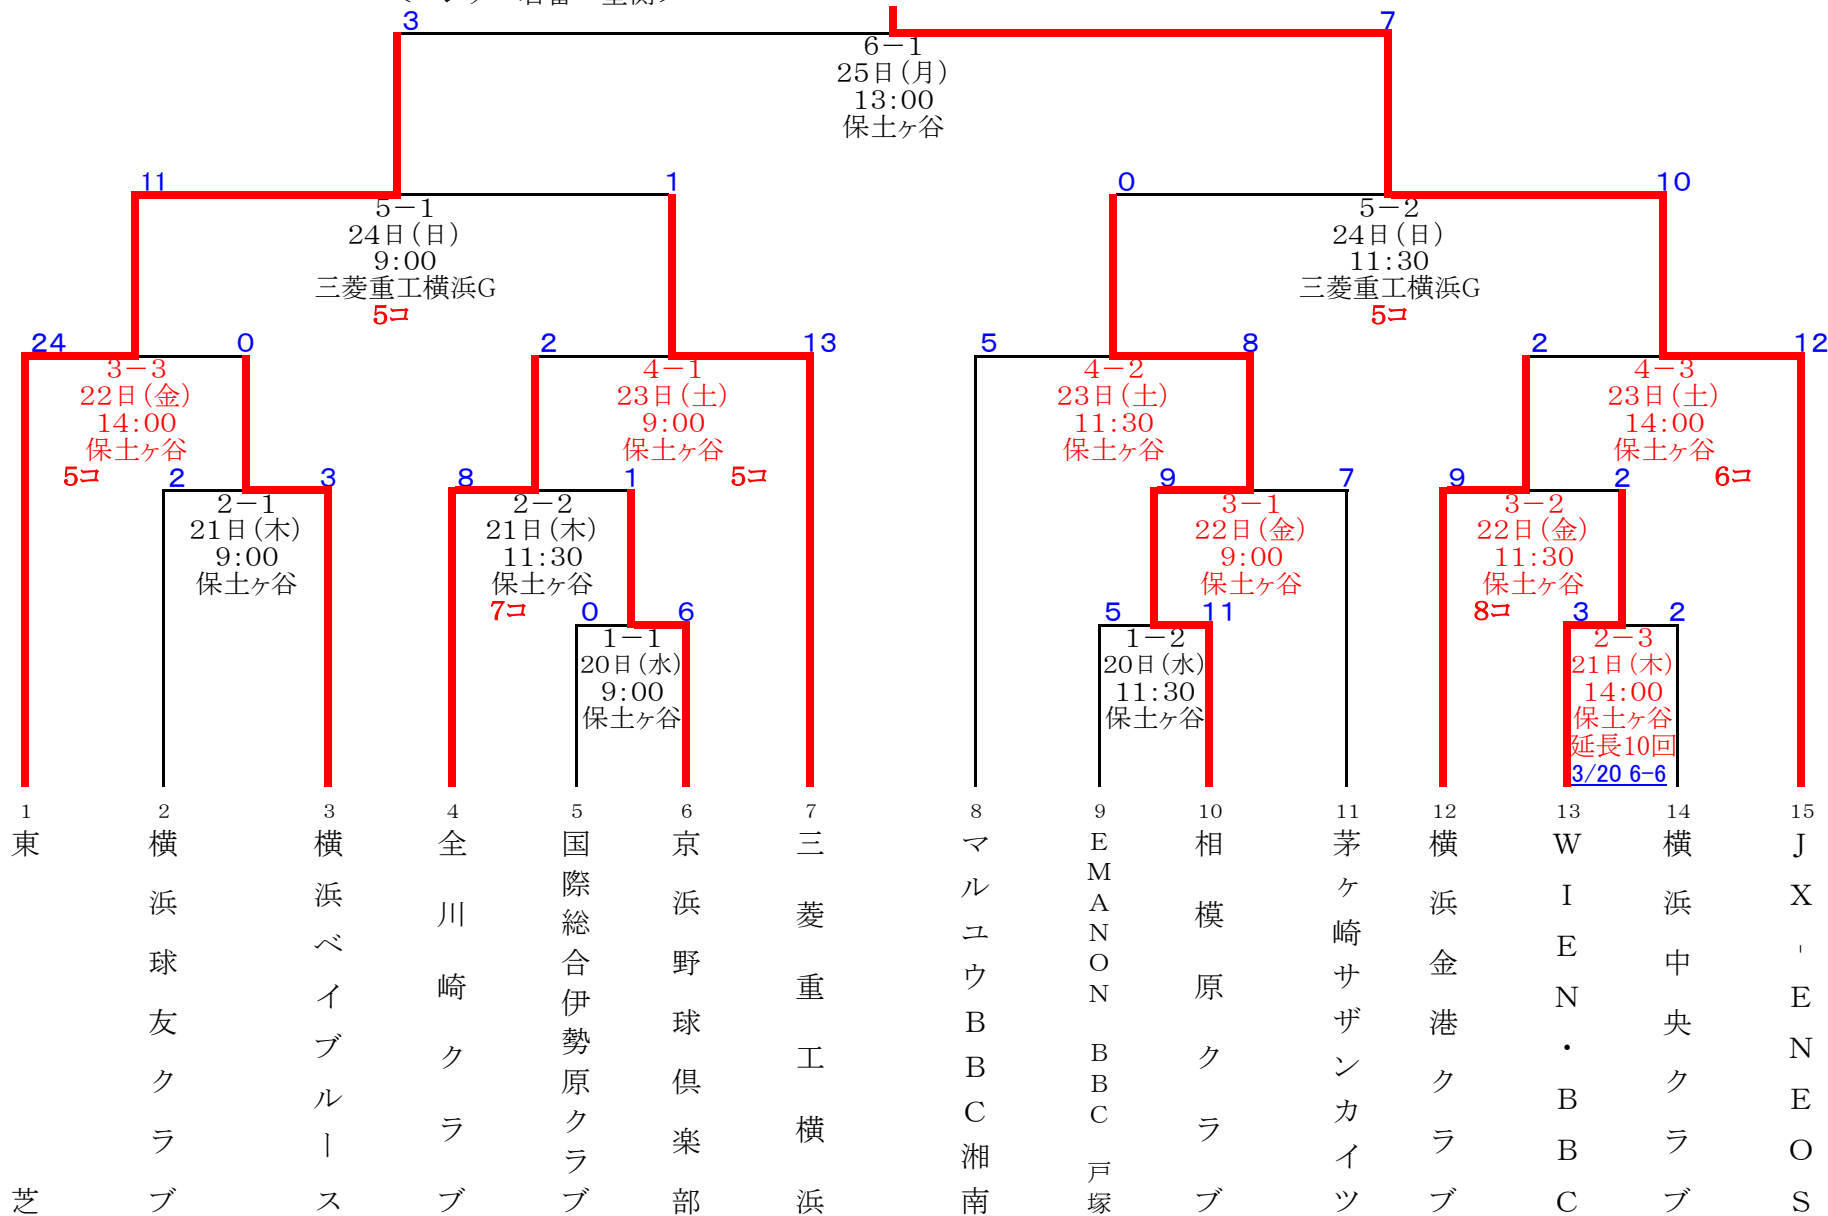 3
7
6－1
25日(月)
13:00
保土ヶ谷
11
1
0
10
5－1
24日(日)
9:00
三菱重工横浜G
5コ
5－2
24日(日)
11:30
三菱重工横浜G
5コ
24
0
2
13
5
8
2
12
3－3
22日(金)
14:00
保土ヶ谷
5コ
4－1
23日(土)
9:00
保土ヶ谷
5コ
4－2
23日(土)
11:30
保土ヶ谷
4－3
23日(土)
14:00
保土ヶ谷
6コ
2
3
8
1
9
7
9
2
2－1
21日(木)
9:00
保土ヶ谷
2－2
21日(木)
11:30
保土ヶ谷
7コ
3－1
22日(金)
9:00
保土ヶ谷
3－2
22日(金)
11:30
保土ヶ谷
8コ
0
6
5
11
3
2
1－1
20日(水)
9:00
保土ヶ谷
1－2
20日(水)
11:30
保土ヶ谷
2－3
21日(木)
14:00
保土ヶ谷
延長10回
3/20 6-6
1
東芝
2
横浜球友クラブ
3
横浜ベイブルース
4
全川崎クラブ
5
国際総合伊勢原クラブ
6
京浜野球倶楽部
7
三菱重工横浜
8
マルユウBBC湘南
9
EMANON BBC 戸塚
10
相模原クラブ
11
茅ヶ崎サザンカイツ
12
横浜金港クラブ
13
WIEN・BBC
14
横浜中央クラブ
15
JX-ENEOS